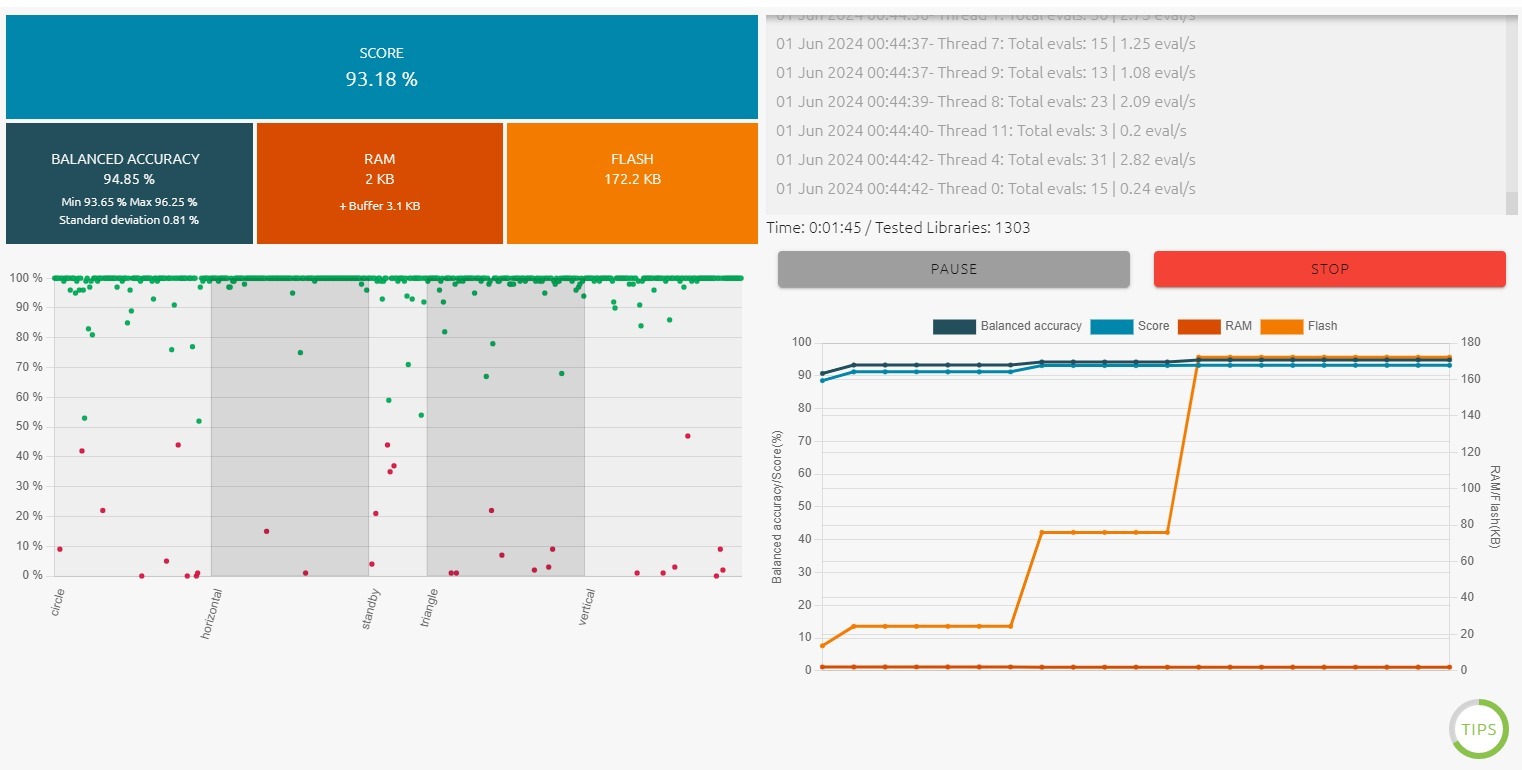 SCORE
93.18 %
BALANCED ACCURACY
94.85 %
Min 93.65 % Max 96.25 %
Standard deviation 0.81 %
RAM
2 KB
+ Buffer 3.1 KB
FLASH
172.2 KB
01 Jun 2024 00:44:37- Thread 7: Total evals: 15 | 1.25 eval/s
01 Jun 2024 00:44:37- Thread 9: Total evals: 13 | 1.08 eval/s
01 Jun 2024 00:44:39- Thread 8: Total evals: 23 | 2.09 eval/s
01 Jun 2024 00:44:40- Thread 11: Total evals: 3 | 0.2 eval/s
01 Jun 2024 00:44:42- Thread 4: Total evals: 31 | 2.82 eval/s
01 Jun 2024 00:44:42- Thread 0: Total evals: 15 | 0.24 eval/s
Time: 0:01:45 / Tested Libraries: 1303
PAUSE
STOP
100 %
90 %
80 %
70 %
60 %
50 %
40 %
30 %
20 %
10 %
0 %
circle
horizontal
standby
triangle
vertical
Balanced accuracy
Score
RAM
Flash
Balanced accuracy/Score(%)
100
90
80
70
60
50
40
30
20
10
0
180
160
140
120
100
80
60
40
20
0
RAM/Flash(KB)
TIPS